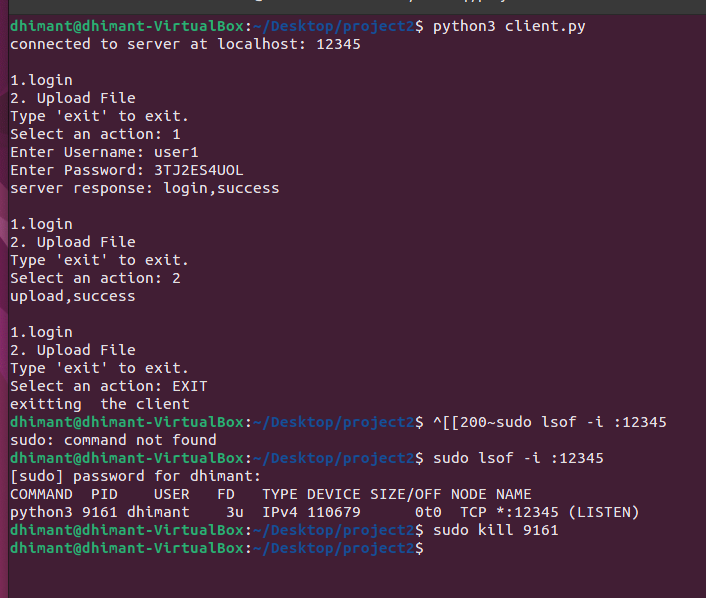 dhimant@dhimant-VirtualBox:~/Desktop/project2$ python3 client.py
connected to server at localhost: 12345
1.login
2. Upload File
Type 'exit' to exit.
Select an action: 1
Enter Username: user1
Enter Password: 3TJ2ES4UOL
server response: login,success
1.login
2. Upload File
Type 'exit' to exit.
Select an action: 2
upload,success
1.login
2. Upload File
Type 'exit' to exit.
Select an action: EXIT
exitting  the client
dhimant@dhimant-VirtualBox:~/Desktop/project2$ ^[[200~sudo lsof -i :12345
sudo: command not found
dhimant@dhimant-VirtualBox:~/Desktop/project2$ sudo lsof -i :12345
[sudo] password for dhimant:
COMMAND  PID    USER   FD   TYPE DEVICE SIZE/OFF NODE NAME
python3 9161 dhimant    3u  IPv4 110679      0t0  TCP *:12345 (LISTEN)
dhimant@dhimant-VirtualBox:~/Desktop/project2$ sudo kill 9161
dhimant@dhimant-VirtualBox:~/Desktop/project2$